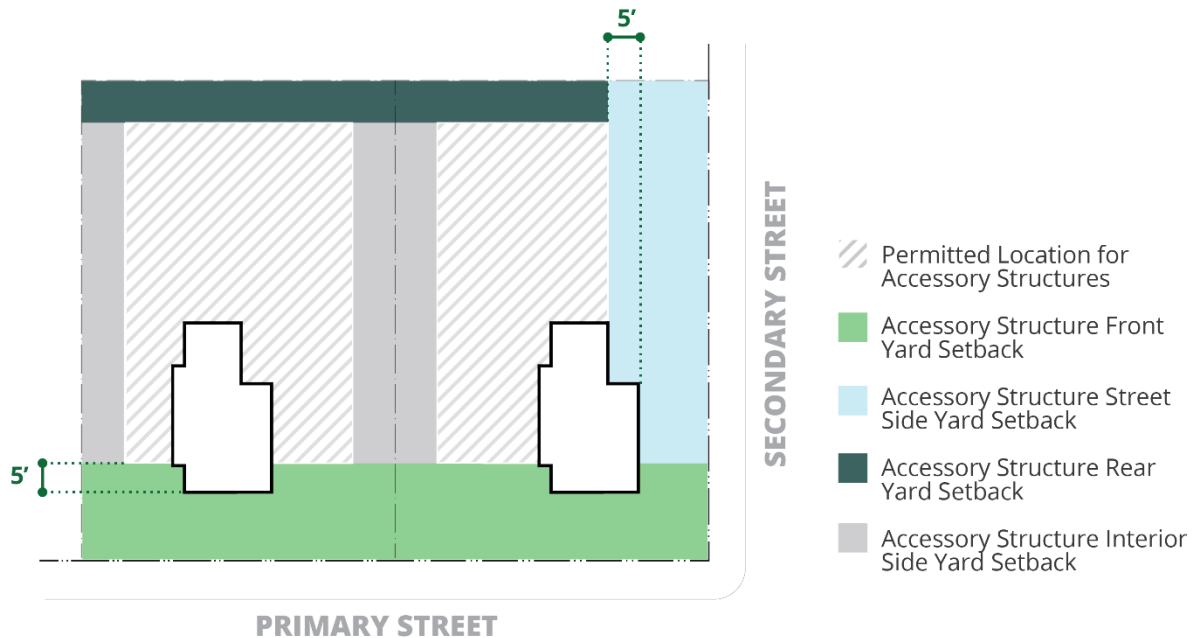 5’
5’
PRIMARY STREET
SECONDARY STREET
Permitted Location for
Accessory Structures
Accessory Structure Front
Yard Setback
Accessory Structure Street
Side Yard Setback
Accessory Structure Rear
Yard Setback
Accessory Structure Interior
Side Yard Setback